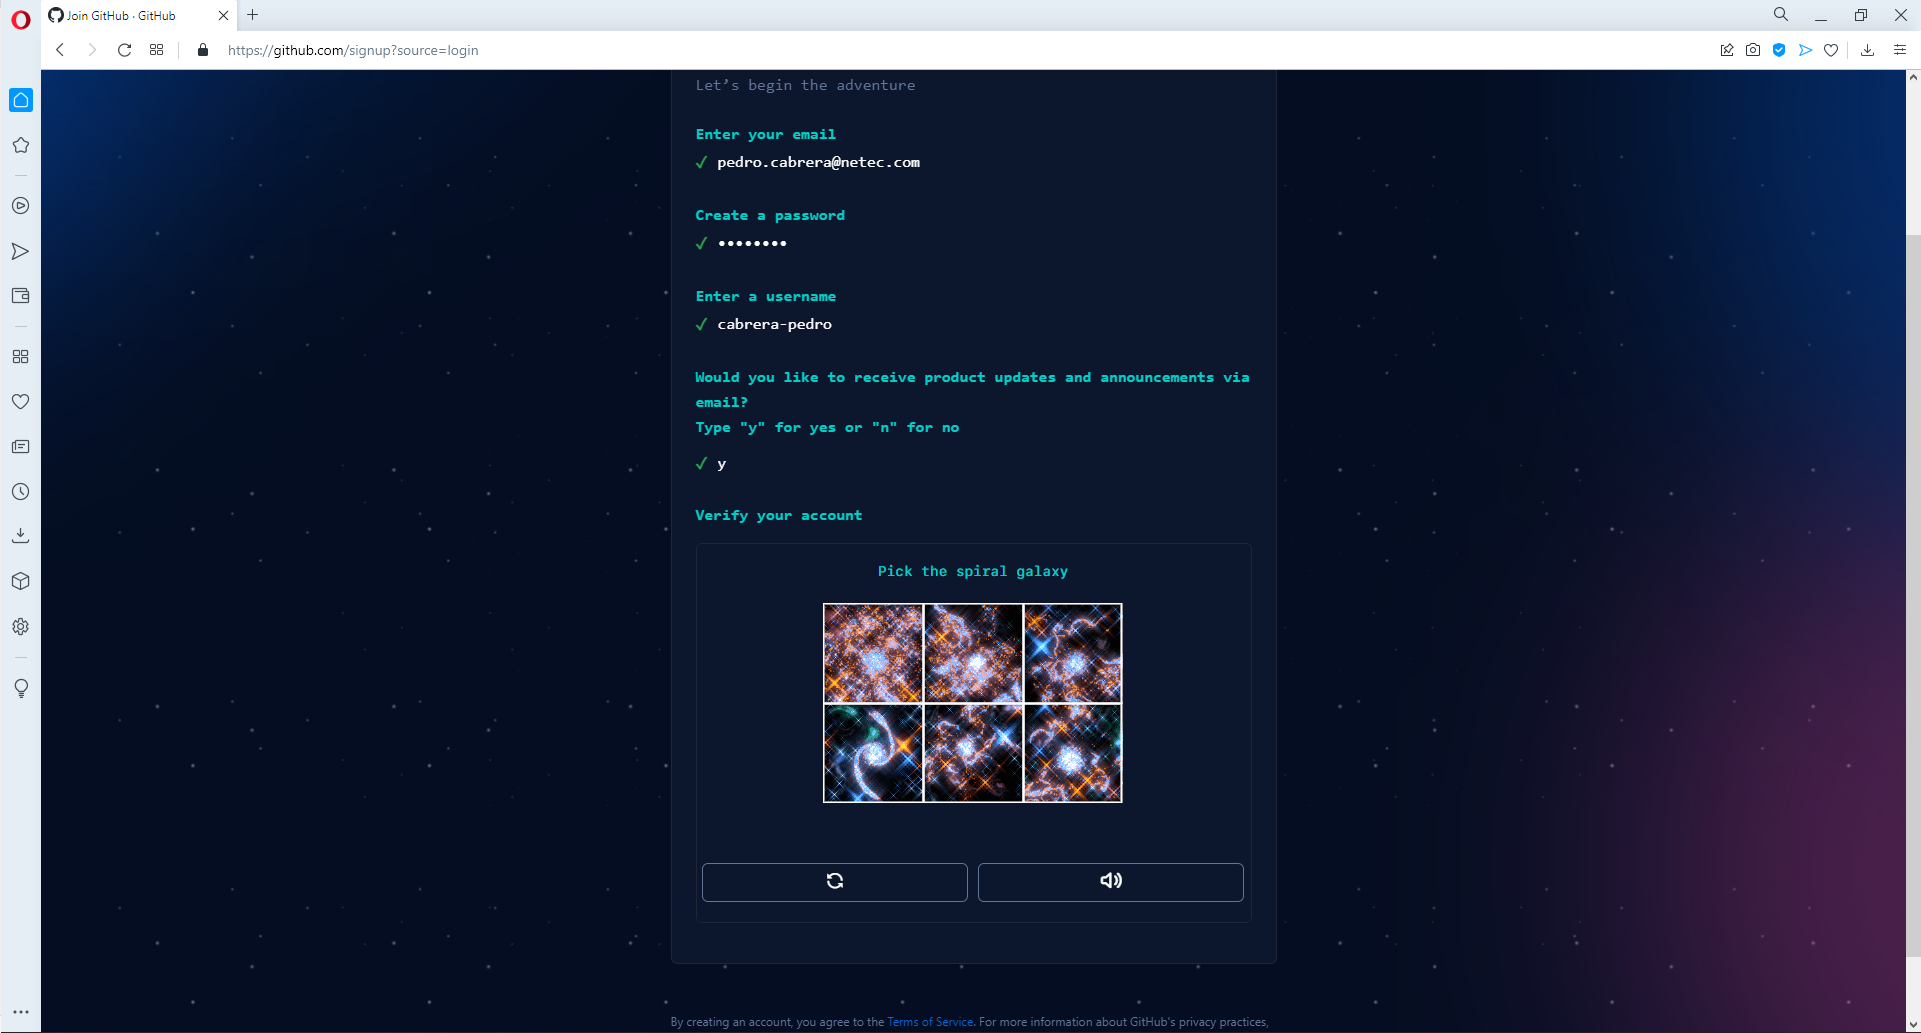 Join GitHub · GitHub
https://github.com/signup?source=login
Let's begin the adventure
Enter your email
✓ pedro.cabrera@netec.com
Create a password
✓ ••••••••
Enter a username
✓ cabrera-pedro
Would you like to receive product updates and announcements via
email?
Type "y" for yes or "n" for no
✓ y
Verify your account
Pick the spiral galaxy
By creating an account, you agree to the Terms of Service. For more information about GitHub's privacy practices,